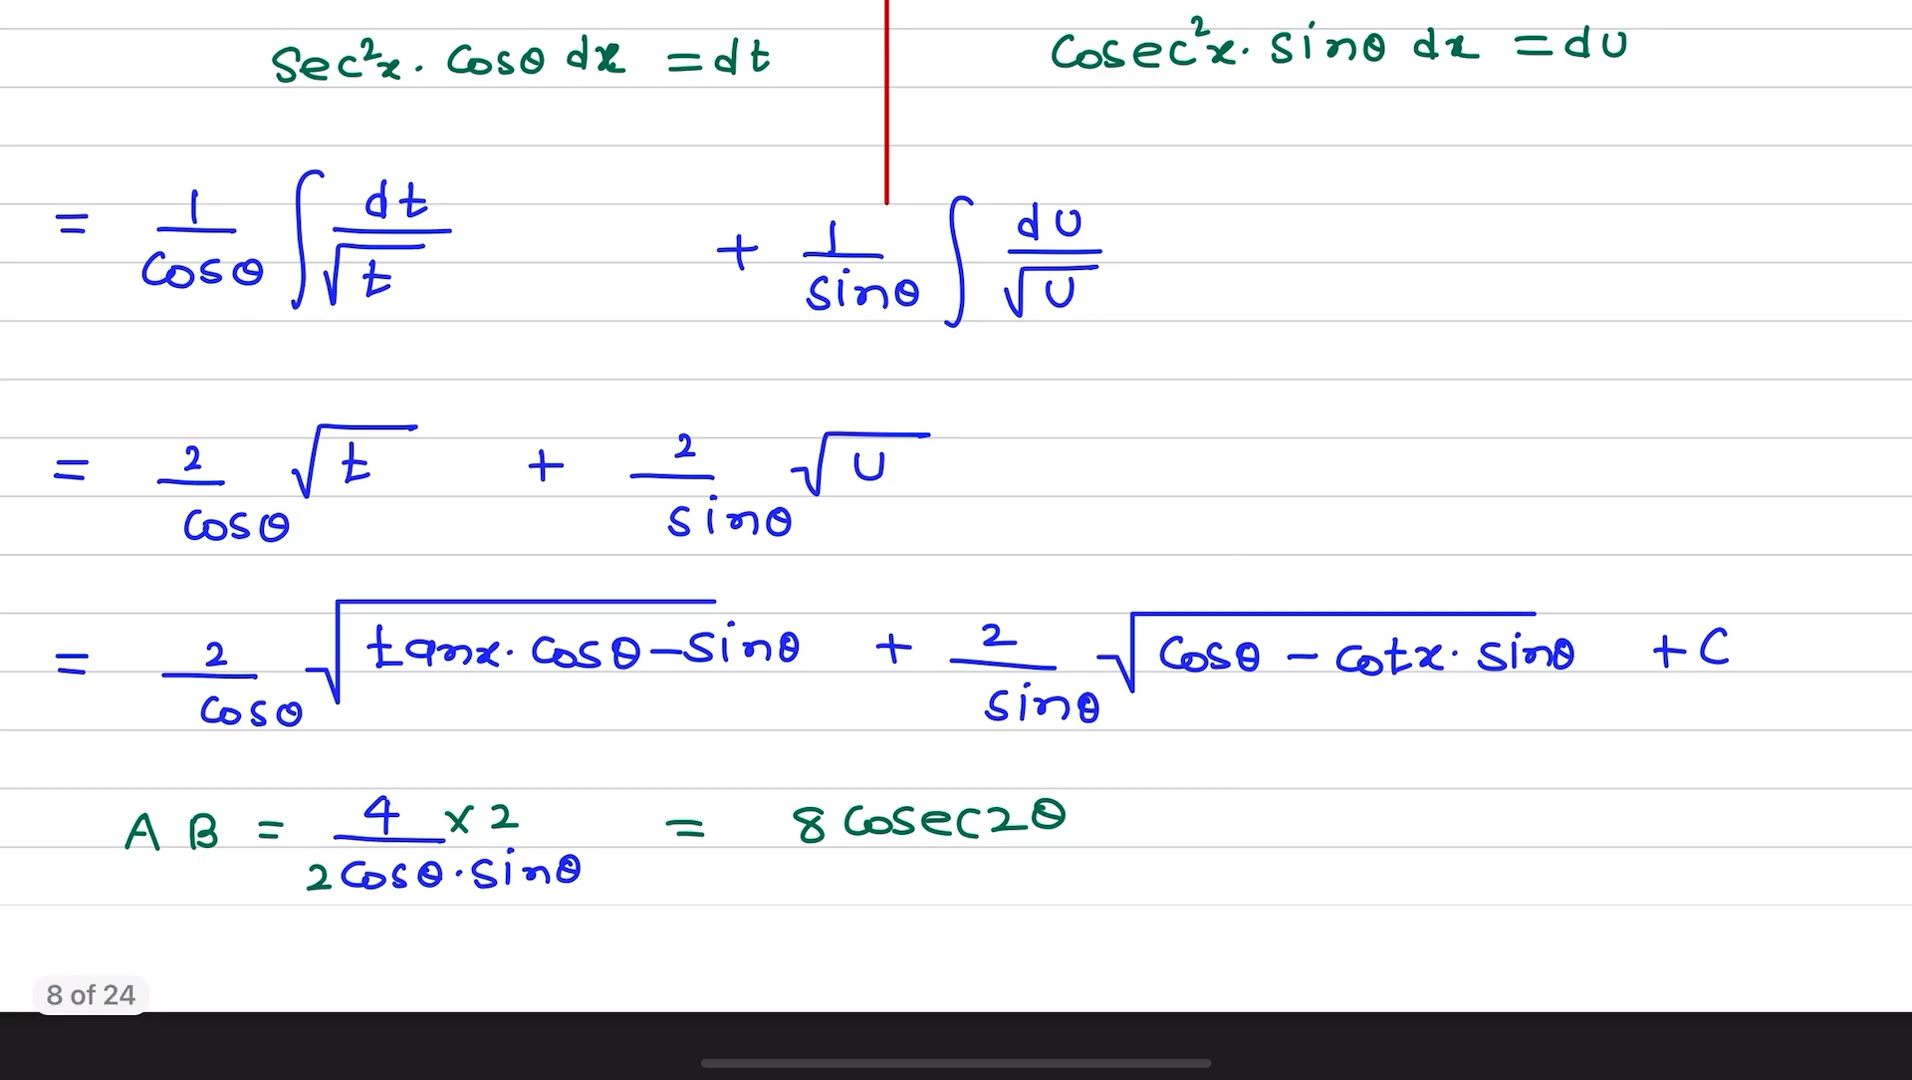 sec²x · cosθ dx = dt
cosec²x · sinθ dx = dU
= 1/cosθ ∫ dt/√t + 1/sinθ ∫ dU/√U
= 2/cosθ √t + 2/sinθ √U
= 2/cosθ √(tanx · cosθ – sinθ) + 2/sinθ √(cosθ – cotx · sinθ) + C
AB = 4/(2cosθ · sinθ) × 2 = 8 cosec2θ
8 of 24